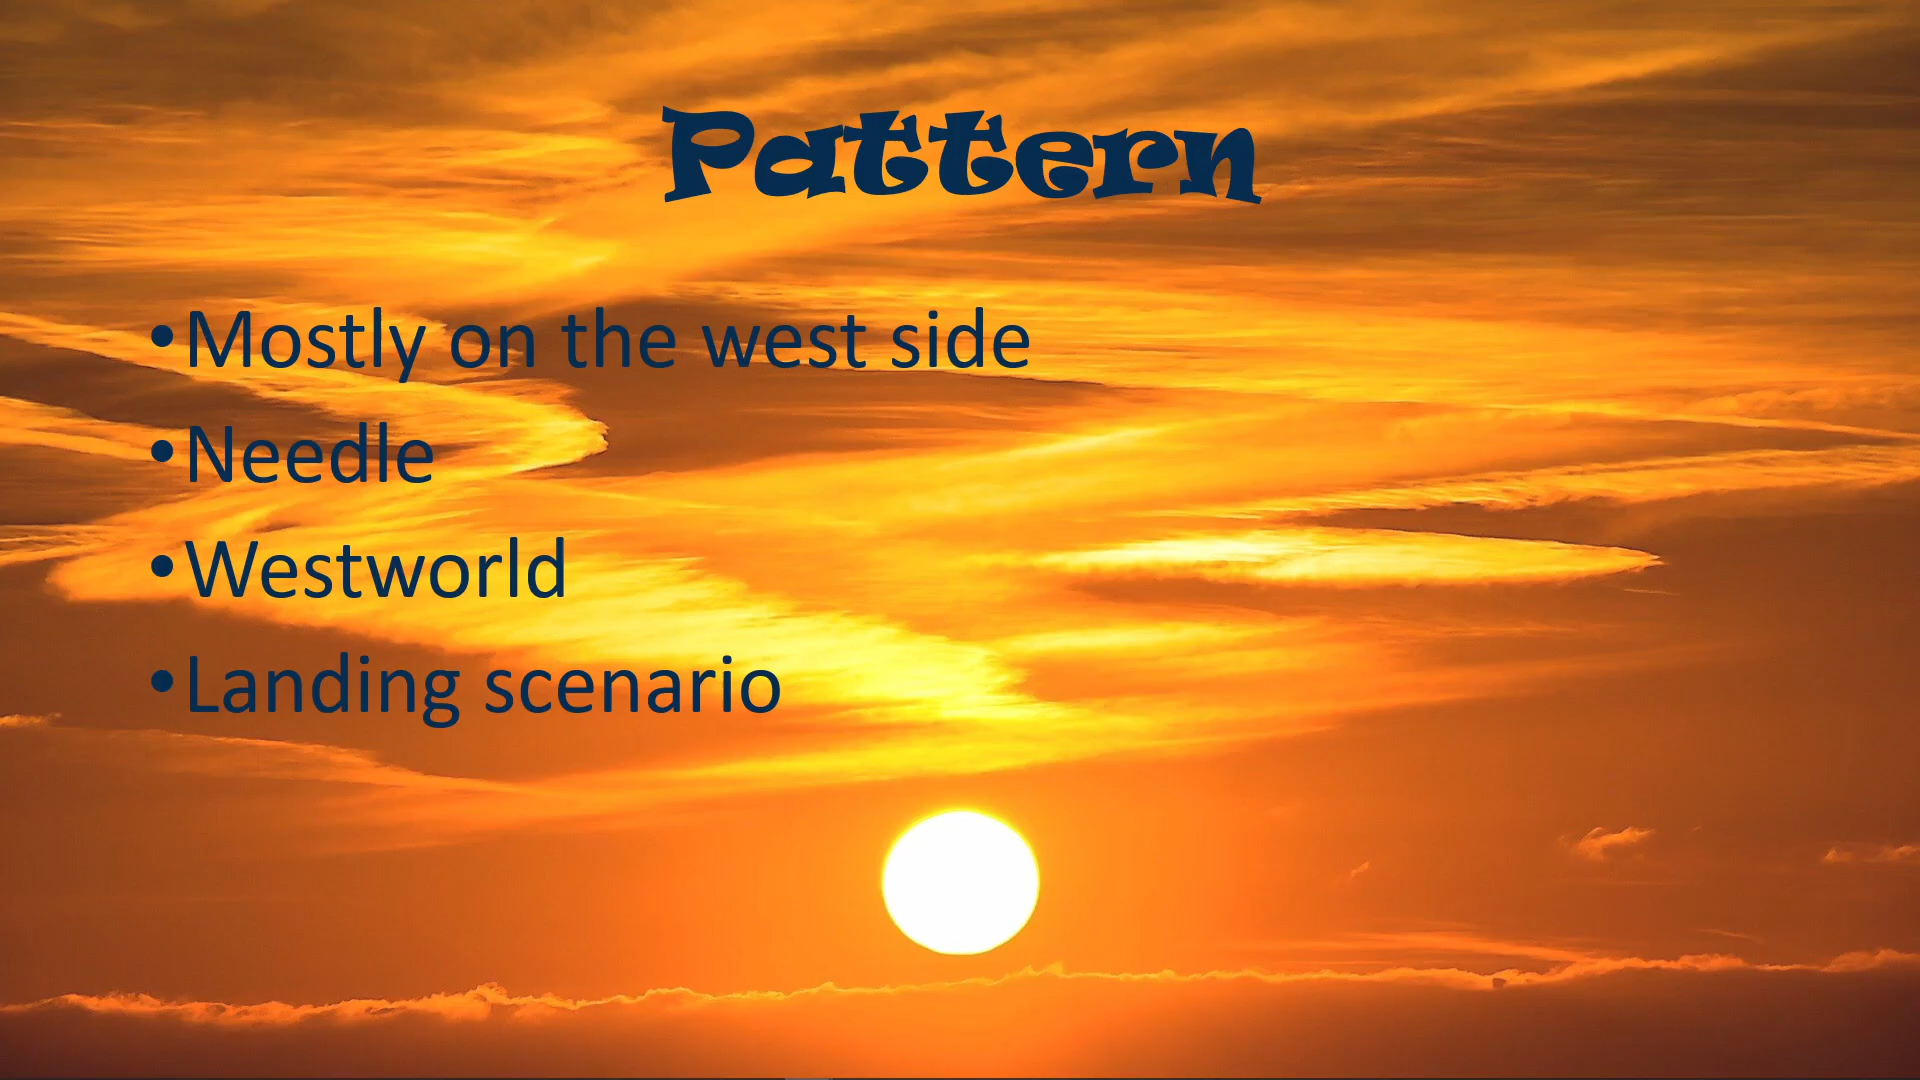 Pattern
•Mostly on the west side
•Needle
•Westworld
•Landing scenario